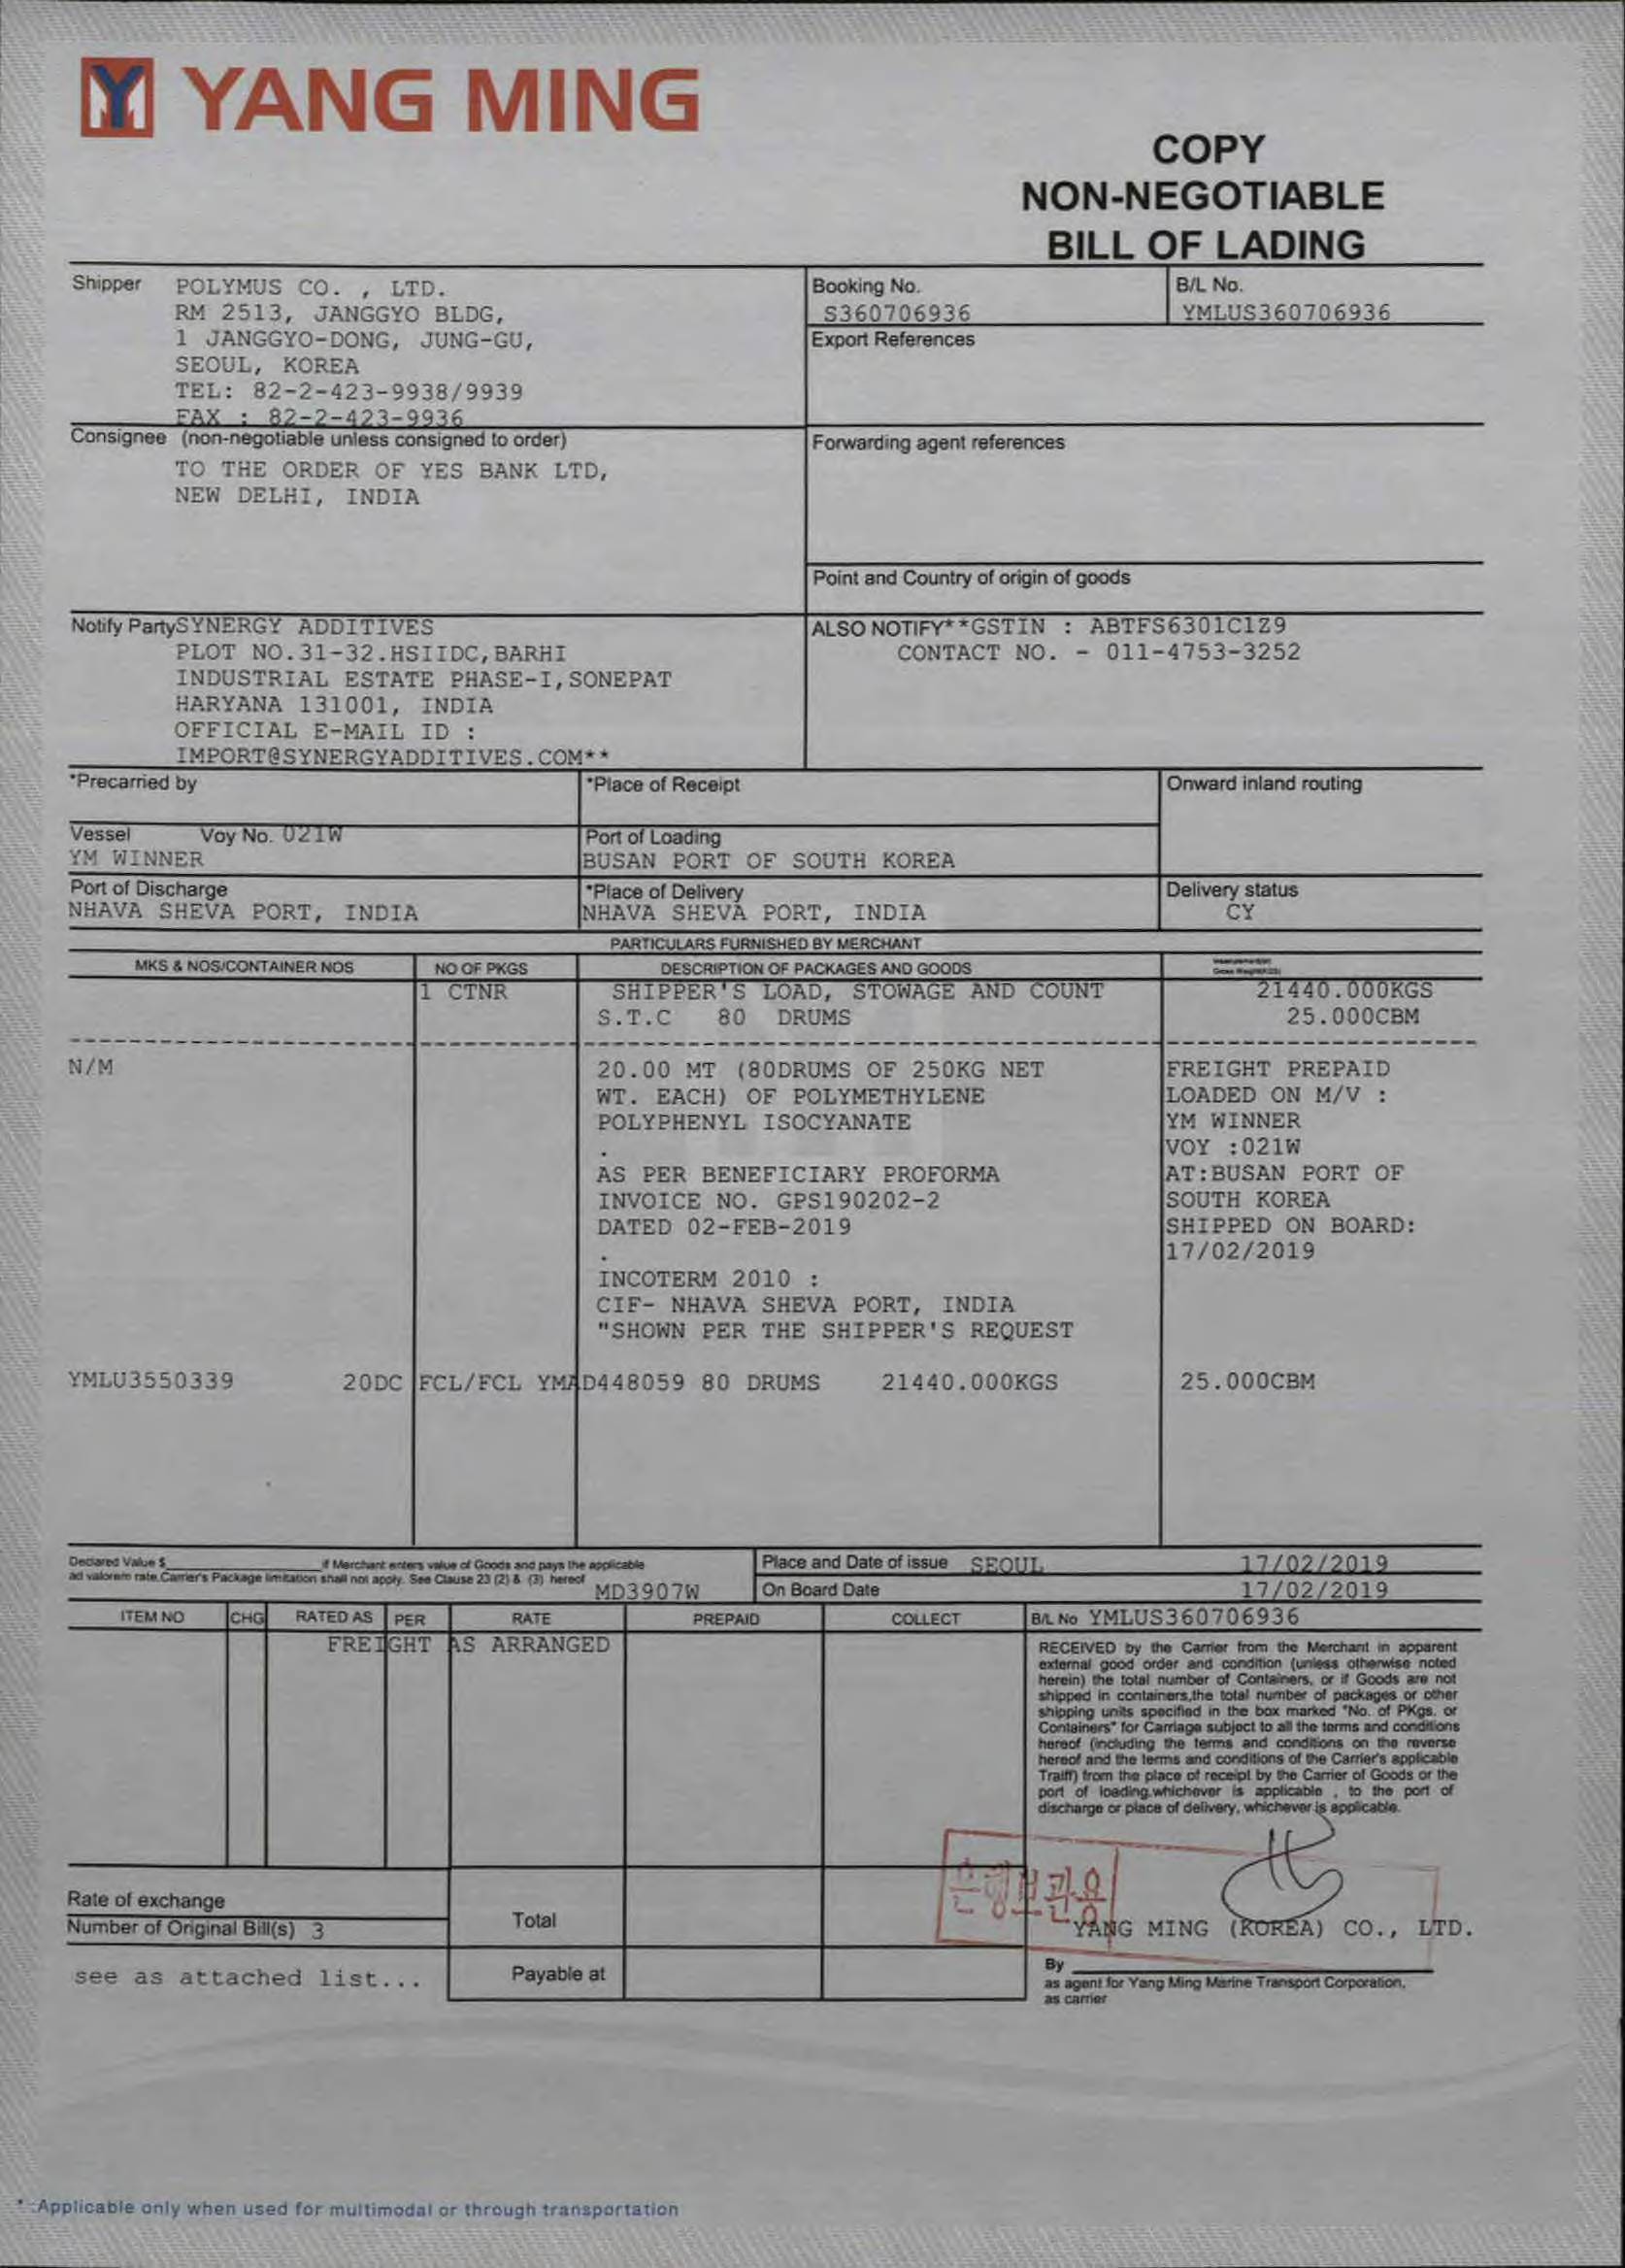 YANG MING
COPY
NON-NEGOTIABLE
BILL OF LADING
Shipper POLYMUS CO. , LTD.
RM 2513, JANGGYO BLDG,
1 JANGGYO-DONG, JUNG-GU,
SEOUL, KOREA
TEL: 82-2-423-9938/9939
FAX : 82-2-423-9936
Booking No.
S360706936
B/L No.
YMLUS360706936
Export References
Consignee (non-negotiable unless consigned to order)
TO THE ORDER OF YES BANK LTD,
NEW DELHI, INDIA
Forwarding agent references
Point and Country of origin of goods
Notify Party SYNERGY ADDITIVES
PLOT NO.31-32.HSIIDC,BARHI
INDUSTRIAL ESTATE PHASE-I,SONEPAT
HARYANA 131001, INDIA
OFFICIAL E-MAIL ID :
IMPORT@SYNERGYADDITIVES.COM**
ALSO NOTIFY**GSTIN : ABTFS6301C1Z9
CONTACT NO. - 011-4753-3252
*Precarried by
*Place of Receipt
Onward inland routing
Vessel Voy No. 021W
YM WINNER
Port of Loading
BUSAN PORT OF SOUTH KOREA
Port of Discharge
NHAVA SHEVA PORT, INDIA
*Place of Delivery
NHAVA SHEVA PORT, INDIA
Delivery status
CY
PARTICULARS FURNISHED BY MERCHANT
MKS & NOS/CONTAINER NOS NO OF PKGS DESCRIPTION OF PACKAGES AND GOODS
1 CTNR SHIPPER'S LOAD, STOWAGE AND COUNT 21440.000KGS
S.T.C 80 DRUMS 25.000CBM
N/M 20.00 MT (80DRUMS OF 250KG NET FREIGHT PREPAID
WT. EACH) OF POLYMETHYLENE LOADED ON M/V :
POLYPHENYL ISOCYANATE YM WINNER
. VOY :021W
AS PER BENEFICIARY PROFORMA AT:BUSAN PORT OF
INVOICE NO. GPS190202-2 SOUTH KOREA
DATED 02-FEB-2019 SHIPPED ON BOARD:
. 17/02/2019
INCOTERM 2010 :
CIF- NHAVA SHEVA PORT, INDIA
"SHOWN PER THE SHIPPER'S REQUEST
YMLU3550339 20DC FCL/FCL YMAD448059 80 DRUMS 21440.000KGS 25.000CBM
Declared Value $ if Merchant enters value of Goods and pays the applicable
ad valorem rate,Carrier's Package limitation shall not apply. See Clause 23 (2) & (3) hereof
MD3907W
Place and Date of issue SEOUL 17/02/2019
On Board Date 17/02/2019
ITEM NO CHG RATED AS PER RATE PREPAID COLLECT B/L No YMLUS360706936
FREIGHT AS ARRANGED
RECEIVED by the Carrier from the Merchant in apparent
external good order and condition (unless otherwise noted
herein) the total number of Containers, or if Goods are not
shipped in containers,the total number of packages or other
shipping units specified in the box marked "No. of PKgs. or
Containers" for Carriage subject to all the terms and conditions
hereof (including the terms and conditions on the reverse
hereof and the terms and conditions of the Carrier's applicable
Traiff) from the place of receipt by the Carrier of Goods or the
port of loading,whichever is applicable , to the port of
discharge or place of delivery, whichever is applicable.
은행보관용
YANG MING (KOREA) CO., LTD.
Rate of exchange
Number of Original Bill(s) 3
Total
see as attached list...
Payable at
By
as agent for Yang Ming Marine Transport Corporation,
as carrier
* :Applicable only when used for multimodal or through transportation